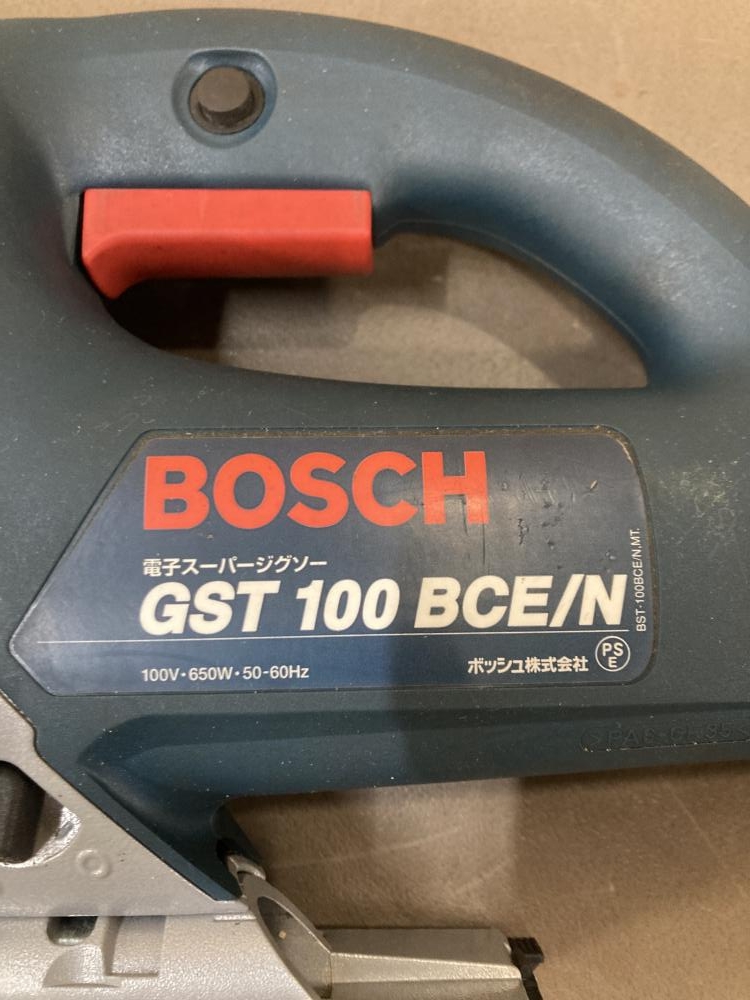 BOSCH
電子スーパージグソー
GST 100 BCE/N
100V・650W・50-60Hz
ボッシュ株式会社
PS
E
BST-100BCE/N.MT.